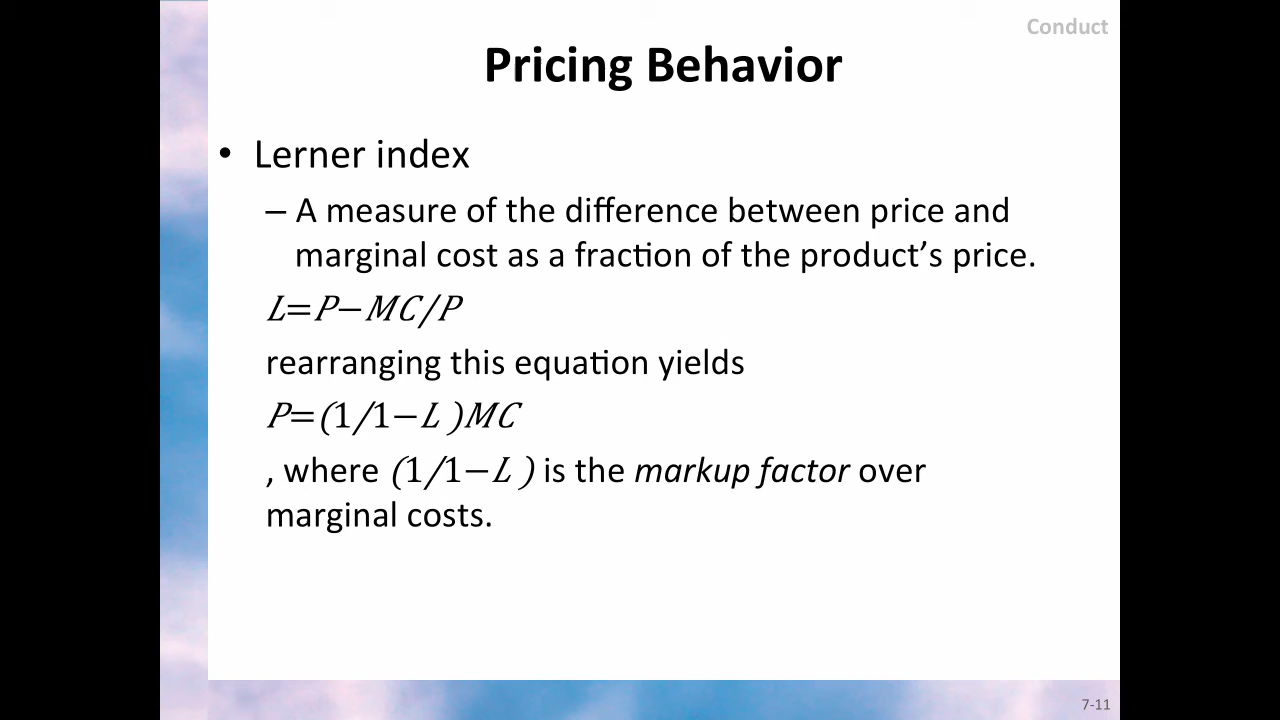 Conduct
Pricing Behavior
• Lerner index
– A measure of the difference between price and
marginal cost as a fraction of the product’s price.
L=P−MC/P
rearranging this equation yields
P=(1/1−L )MC
, where (1/1−L ) is the markup factor over
marginal costs.
7-11